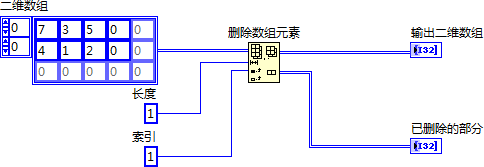 二维数组
0
0
7 3 5 0 0
4 1 2 0 0
0 0 0 0 0
删除数组元素
输出二维数组
I32
长度
1
索引
1
已删除的部分
I32